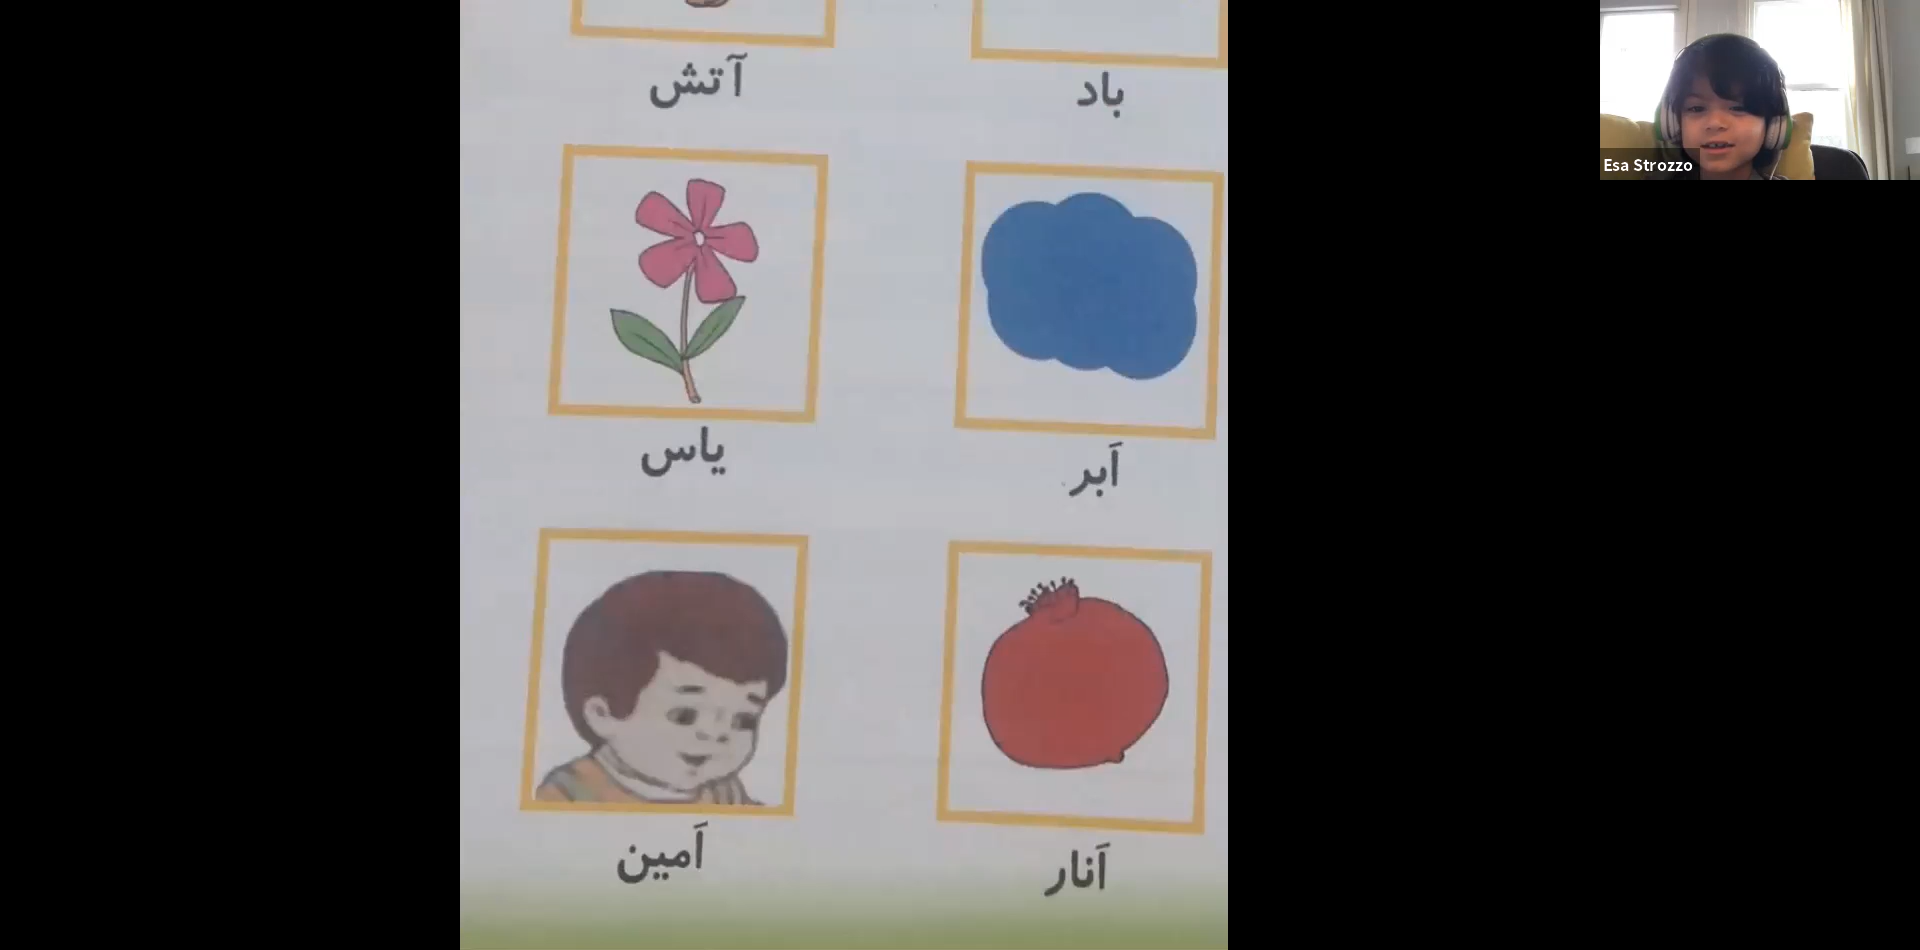 باد
آتش
اَبر
یاس
اَنار
اَمین
Esa Strozzo